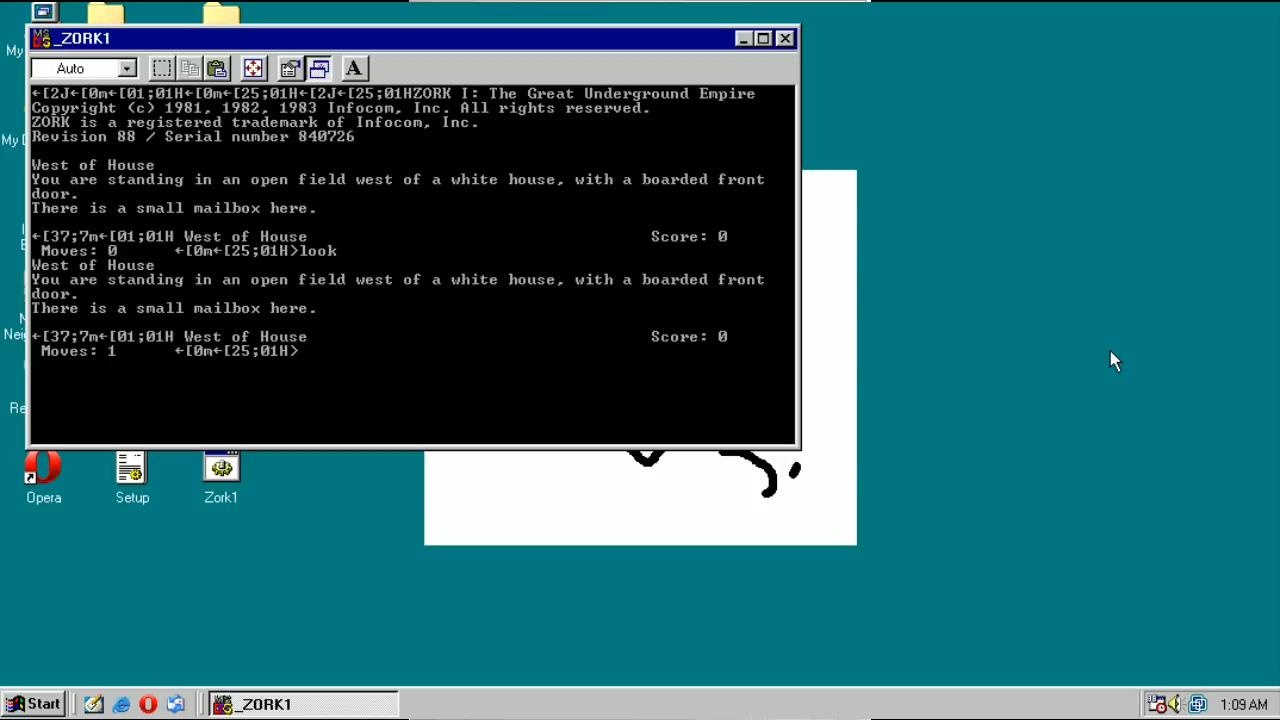 _ZORK1
Auto
A
←[2J←[0m←[01;01H←[0m←[25;01H←[2J←[25;01HZORK I: The Great Underground Empire
Copyright (c) 1981, 1982, 1983 Infocom, Inc. All rights reserved.
ZORK is a registered trademark of Infocom, Inc.
Revision 88 / Serial number 840726
West of House
You are standing in an open field west of a white house, with a boarded front
door.
There is a small mailbox here.
←[37;7m←[01;01H West of House Score: 0
Moves: 0 ←[0m←[25;01H>look
West of House
You are standing in an open field west of a white house, with a boarded front
door.
There is a small mailbox here.
←[37;7m←[01;01H West of House Score: 0
Moves: 1 ←[0m←[25;01H>
My
Opera
Setup
Zork1
Start
_ZORK1
1:09 AM